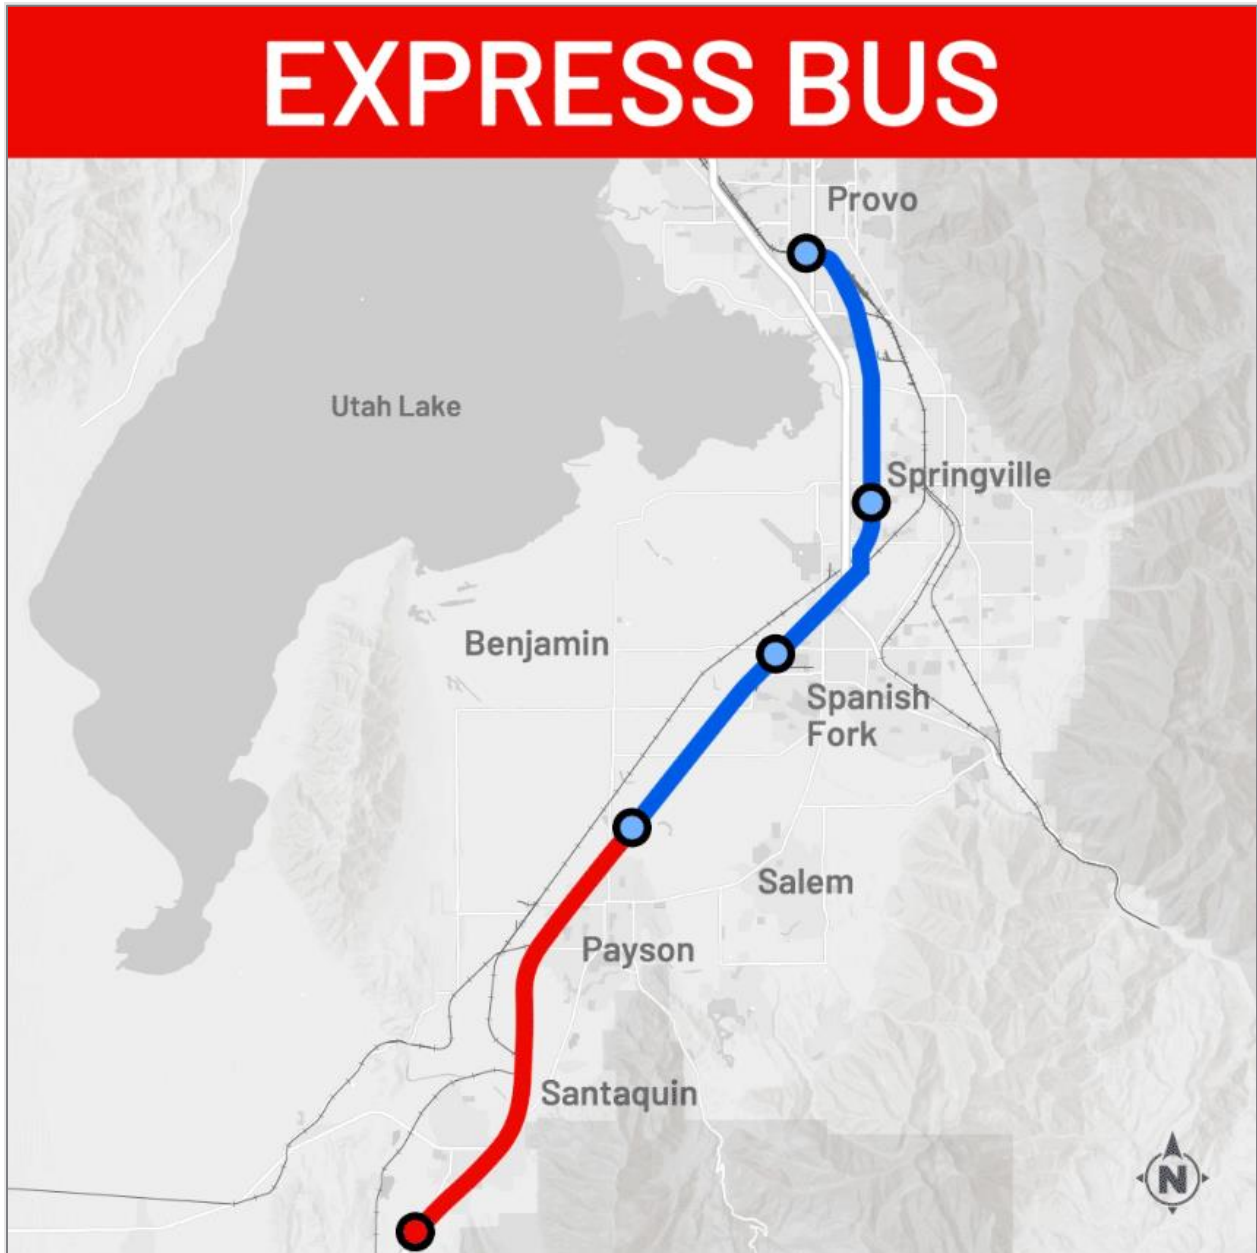 EXPRESS BUS
Provo
Utah Lake
Springville
Benjamin
Spanish
Fork
Salem
Payson
Santaquin
N